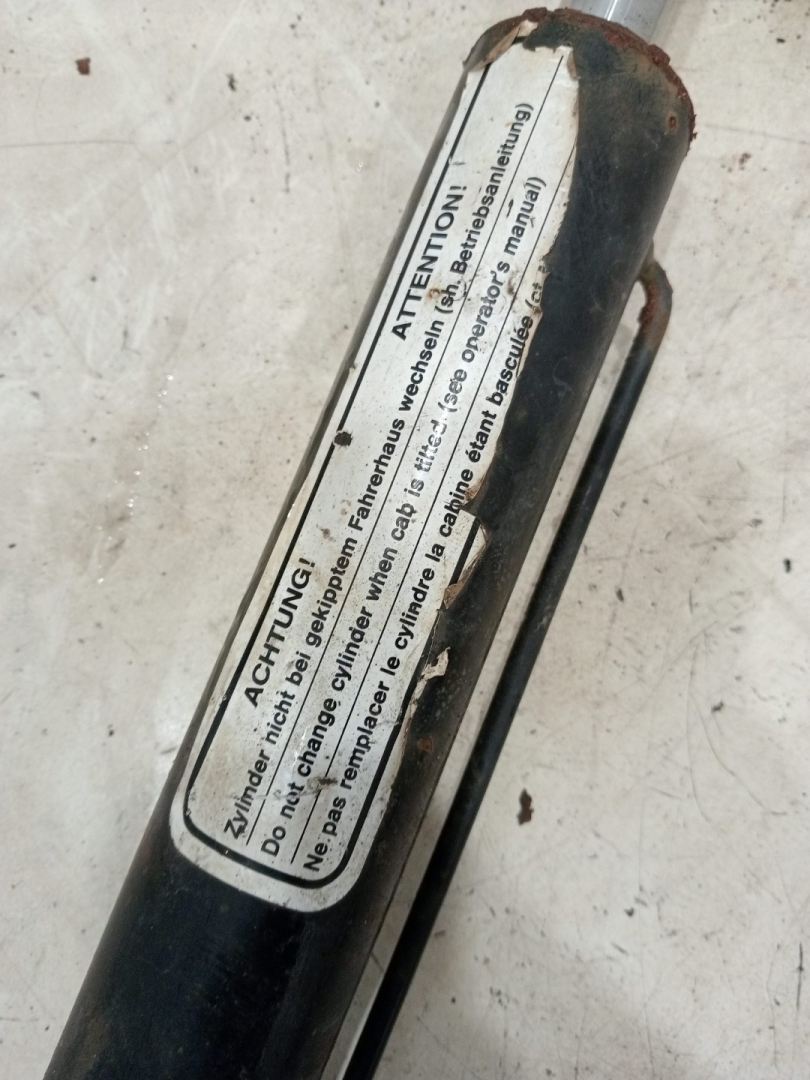 ACHTUNG! ATTENTION!
Zylinder nicht bei gekipptem Fahrerhaus wechseln (sh. Betriebsanleitung)
Do not change cylinder when cab is tilted (see operator's manual)
Ne pas remplacer le cylindre la cabine étant basculée